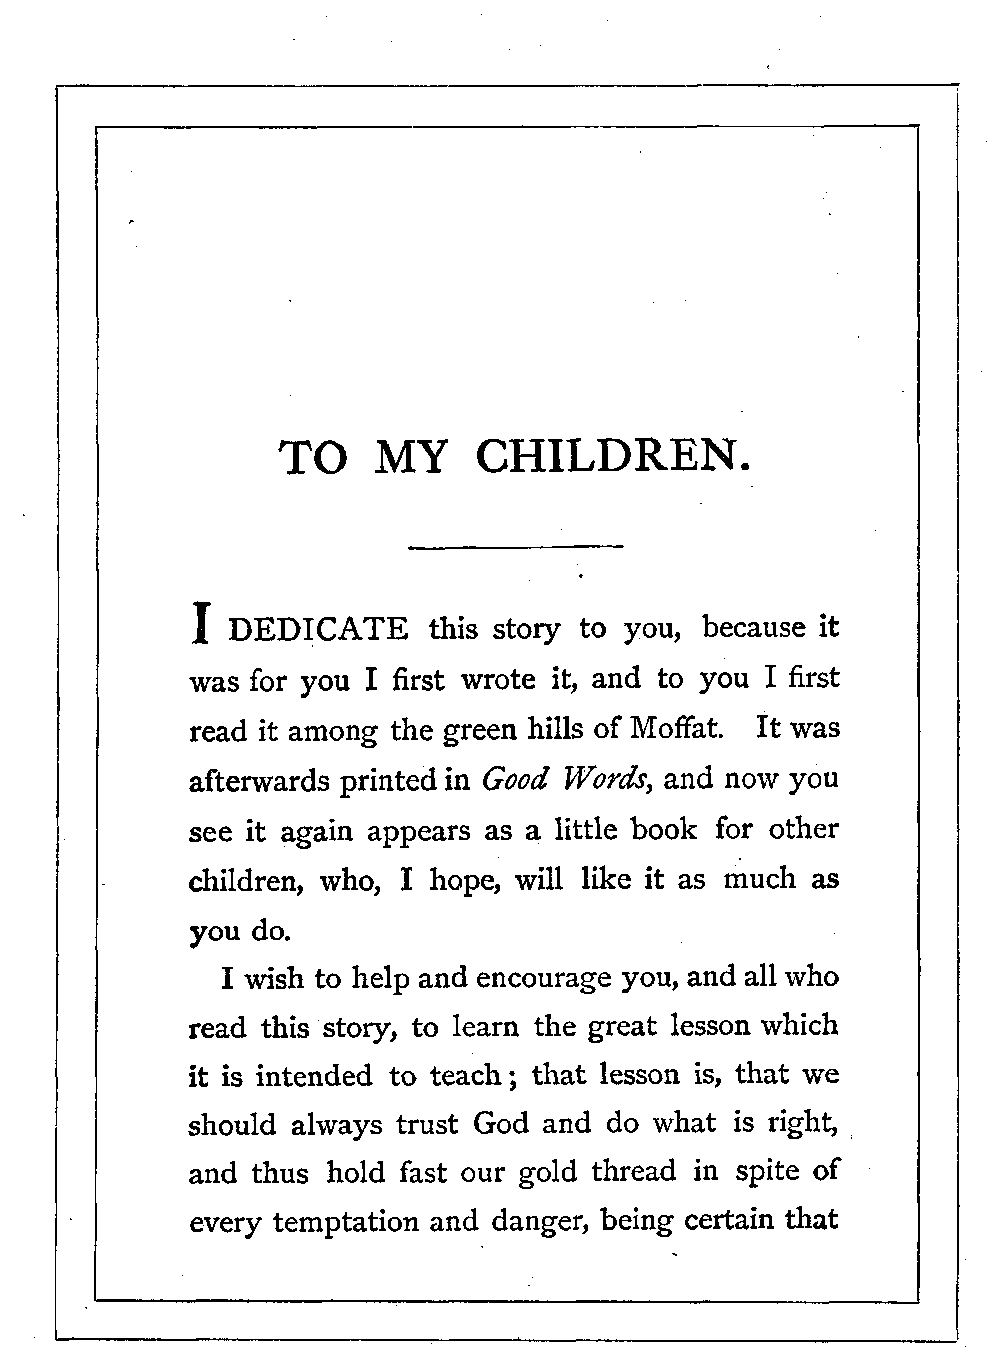 TO MY CHILDREN.
I DEDICATE this story to you, because it
was for you I first wrote it, and to you I first
read it among the green hills of Moffat. It was
afterwards printed in Good Words, and now you
see it again appears as a little book for other
children, who, I hope, will like it as much as
you do.
I wish to help and encourage you, and all who
read this story, to learn the great lesson which
it is intended to teach; that lesson is, that we
should always trust God and do what is right,
and thus hold fast our gold thread in spite of
every temptation and danger, being certain that